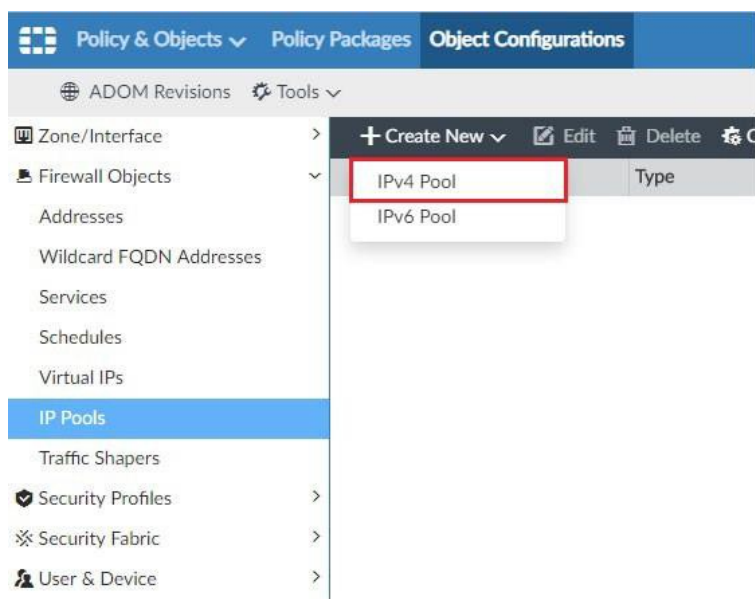 Policy & Objects Policy Packages Object Configurations
ADOM Revisions Tools
Zone/Interface
+ Create New Edit Delete C
Firewall Objects
IPv4 Pool
Type
Addresses
IPv6 Pool
Wildcard FQDN Addresses
Services
Schedules
Virtual IPs
IP Pools
Traffic Shapers
Security Profiles
Security Fabric
User & Device